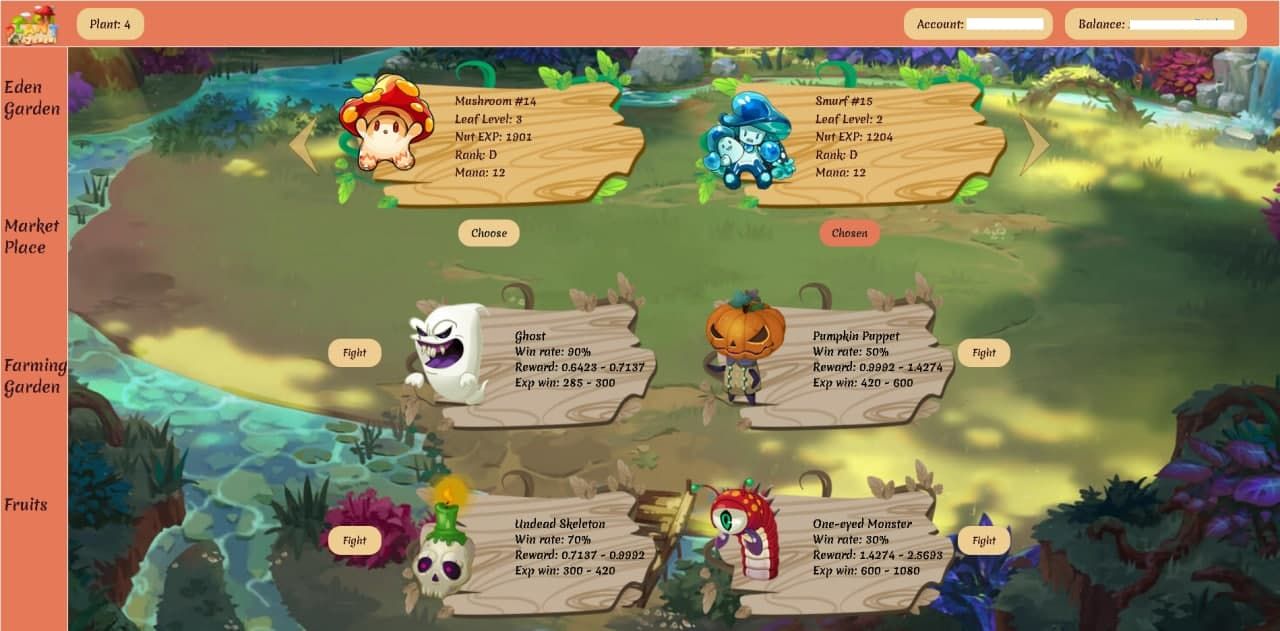 Plant: 4
Account:
Balance:
Eden
Garden
Market
Place
Farming
Garden
Fruits
Mushroom #14
Leaf Level: 3
Nut EXP: 1901
Rank: D
Mana: 12
Choose
Smurf #15
Leaf Level: 2
Nut EXP: 1204
Rank: D
Mana: 12
Chosen
Fight
Ghost
Win rate: 90%
Reward: 0.6423 - 0.7137
Exp win: 285 - 300
Pumpkin Puppet
Win rate: 50%
Reward: 0.9992 - 1.4274
Exp win: 420 - 600
Fight
Fight
Undead Skeleton
Win rate: 70%
Reward: 0.7137 - 0.9992
Exp win: 300 - 420
One-eyed Monster
Win rate: 30%
Reward: 1.4274 - 2.5693
Exp win: 600 - 1080
Fight